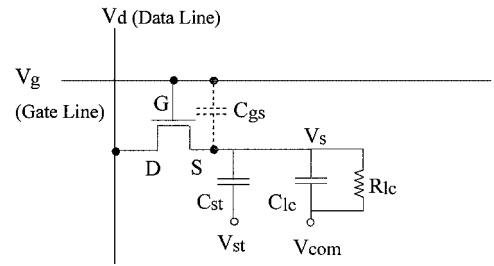 Vd (Data Line)
Vg
(Gate Line)
G
Cgs
D
S
Vs
Cst
Clc
Rlc
Vst
Vcom